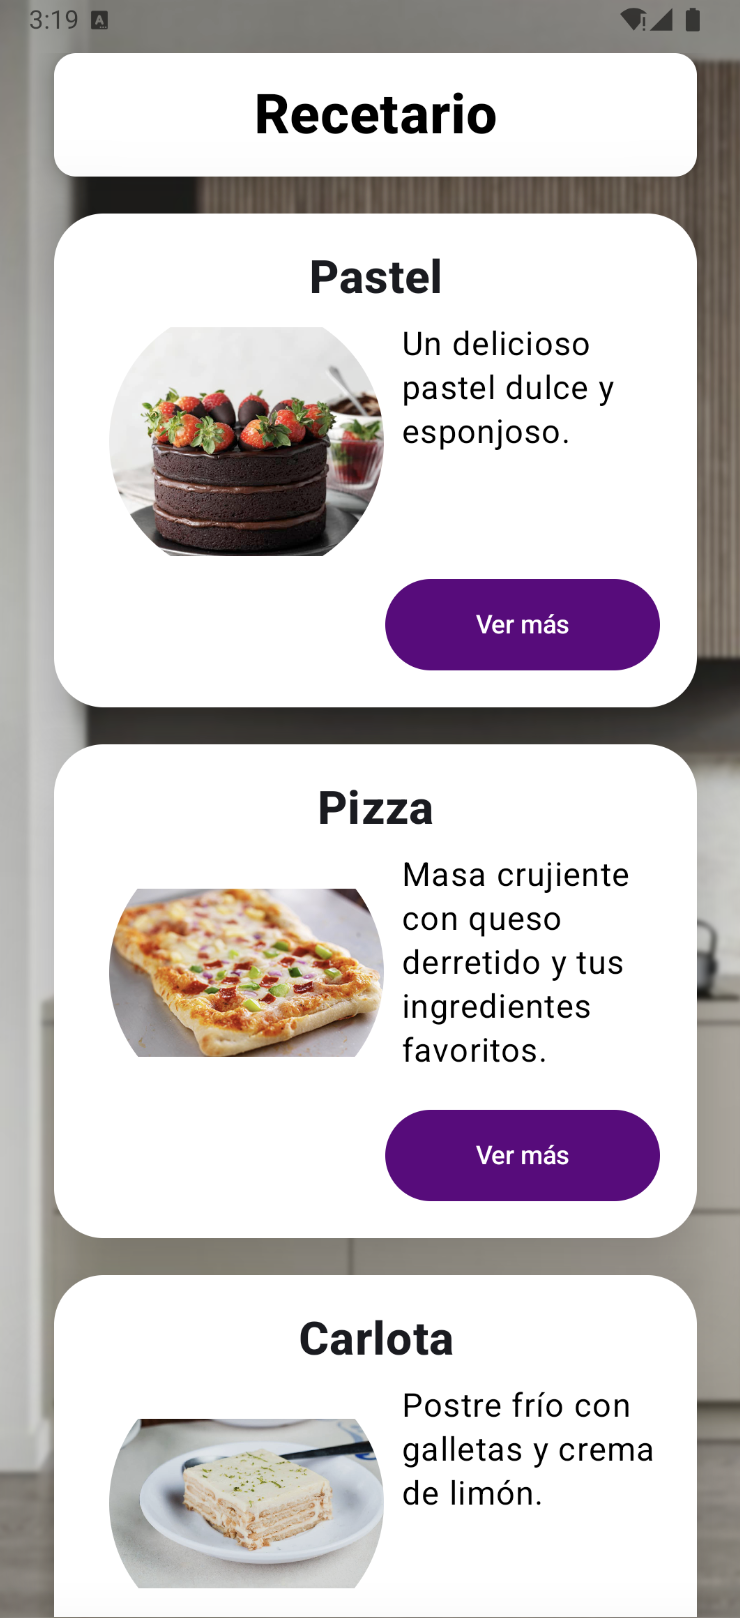 3:19 A
Recetario
Pastel
Un delicioso
pastel dulce y
esponjoso.
Ver más
Pizza
Masa crujiente
con queso
derretido y tus
ingredientes
favoritos.
Ver más
Carlota
Postre frío con
galletas y crema
de limón.